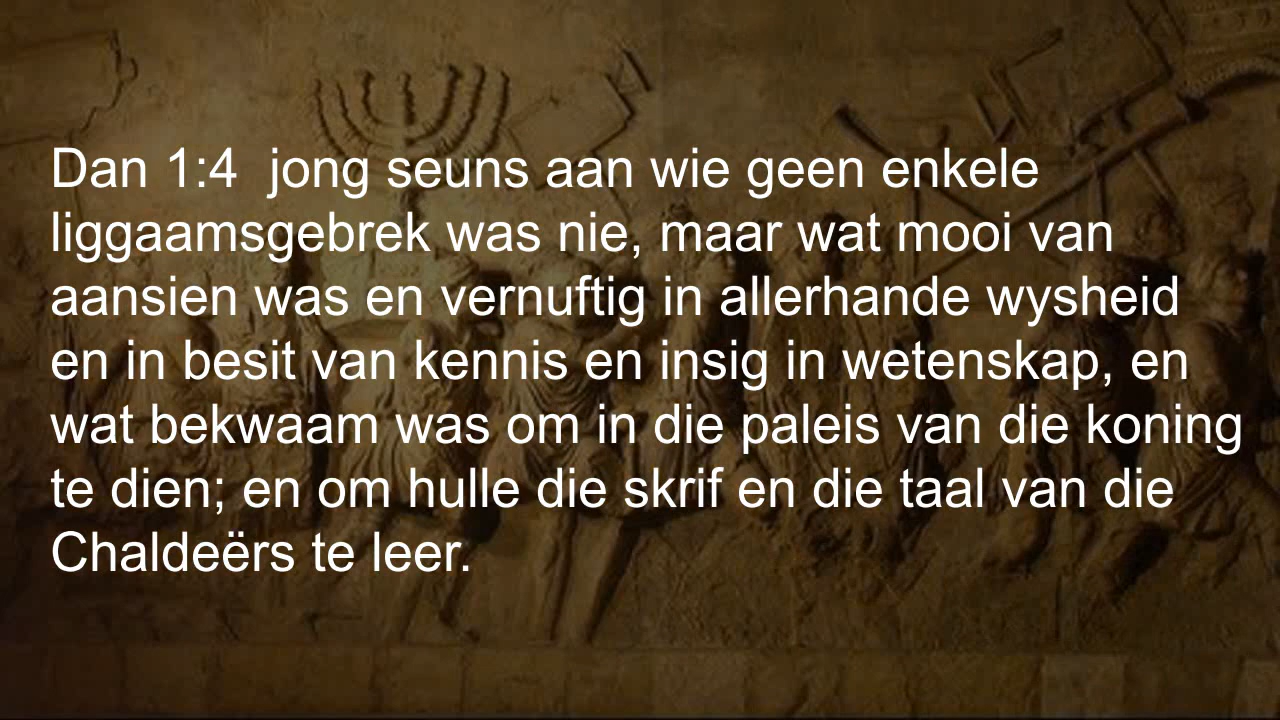 Dan 1:4  jong seuns aan wie geen enkele
liggaamsgebrek was nie, maar wat mooi van
aansien was en vernuftig in allerhande wysheid
en in besit van kennis en insig in wetenskap, en
wat bekwaam was om in die paleis van die koning
te dien; en om hulle die skrif en die taal van die
Chaldeërs te leer.